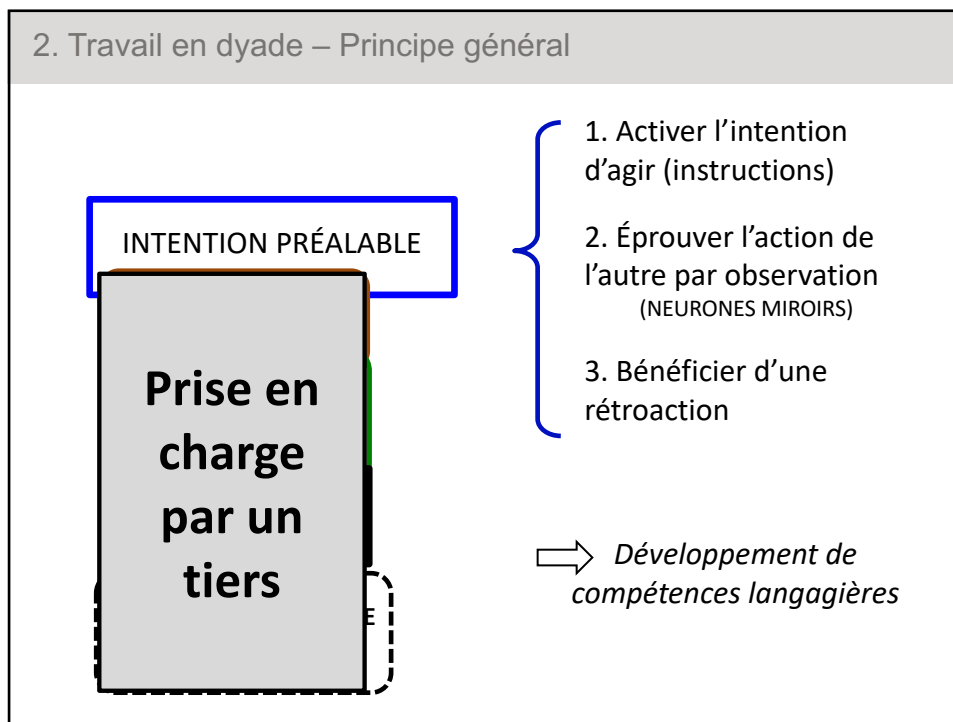 2. Travail en dyade – Principe général
INTENTION PRÉALABLE
Prise en
charge
par un
tiers
1. Activer l’intention
d’agir (instructions)
2. Éprouver l’action de
l’autre par observation
(NEURONES MIROIRS)
3. Bénéficier d’une
rétroaction
Développement de
compétences langagières